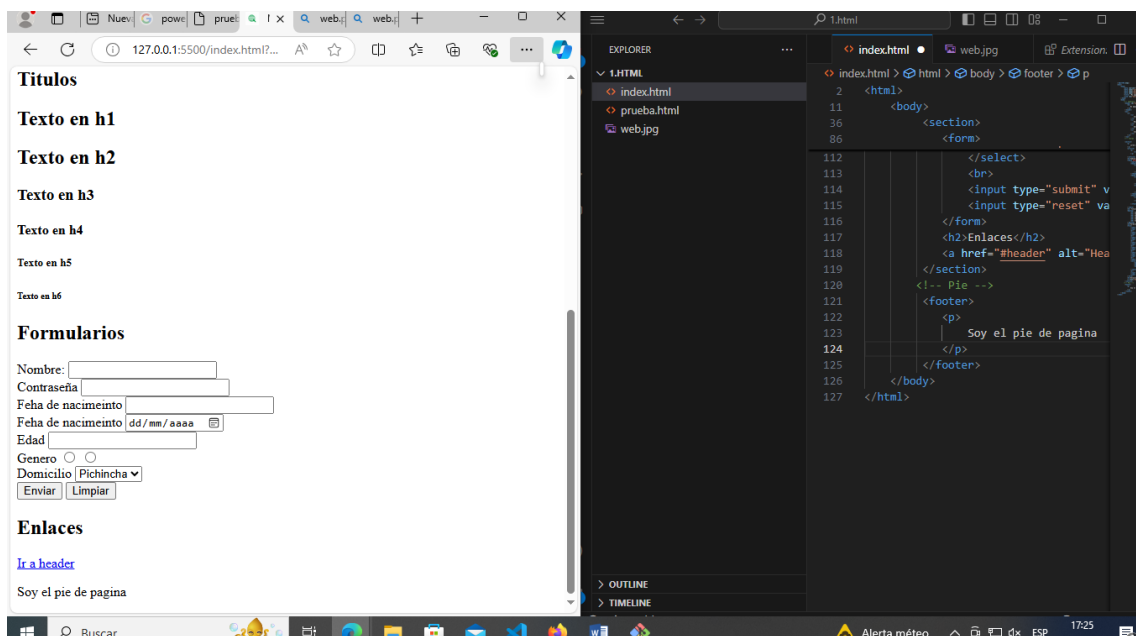 Nuev
powe
prueb
web.p
web.p
127.0.0.1:5500/index.html?...
Titulos
Texto en h1
Texto en h2
Texto en h3
Texto en h4
Texto en h5
Texto en h6
Formularios
Nombre:
Contraseña
Feha de nacimeinto
Feha de nacimeinto dd/mm/aaaa
Edad
Genero
Domicilio Pichincha
Enviar Limpiar
Enlaces
Ir a header
Soy el pie de pagina
Buscar
1.html
EXPLORER
1.HTML
index.html
prueba.html
web.jpg
OUTLINE
TIMELINE
index.html web.jpg Extension.
index.html > html > body > footer > p
2 <html>
11 <body>
36 <section>
86 <form>
112 </select>
113 <br>
114 <input type="submit" v
115 <input type="reset" va
116 </form>
117 <h2>Enlaces</h2>
118 <a href="#header" alt="Hea
119 </section>
120 <!-- Pie -->
121 <footer>
122 <p>
123 Soy el pie de pagina
124 </p>
125 </footer>
126 </body>
127 </html>
Alerta méteo ESP 17:25